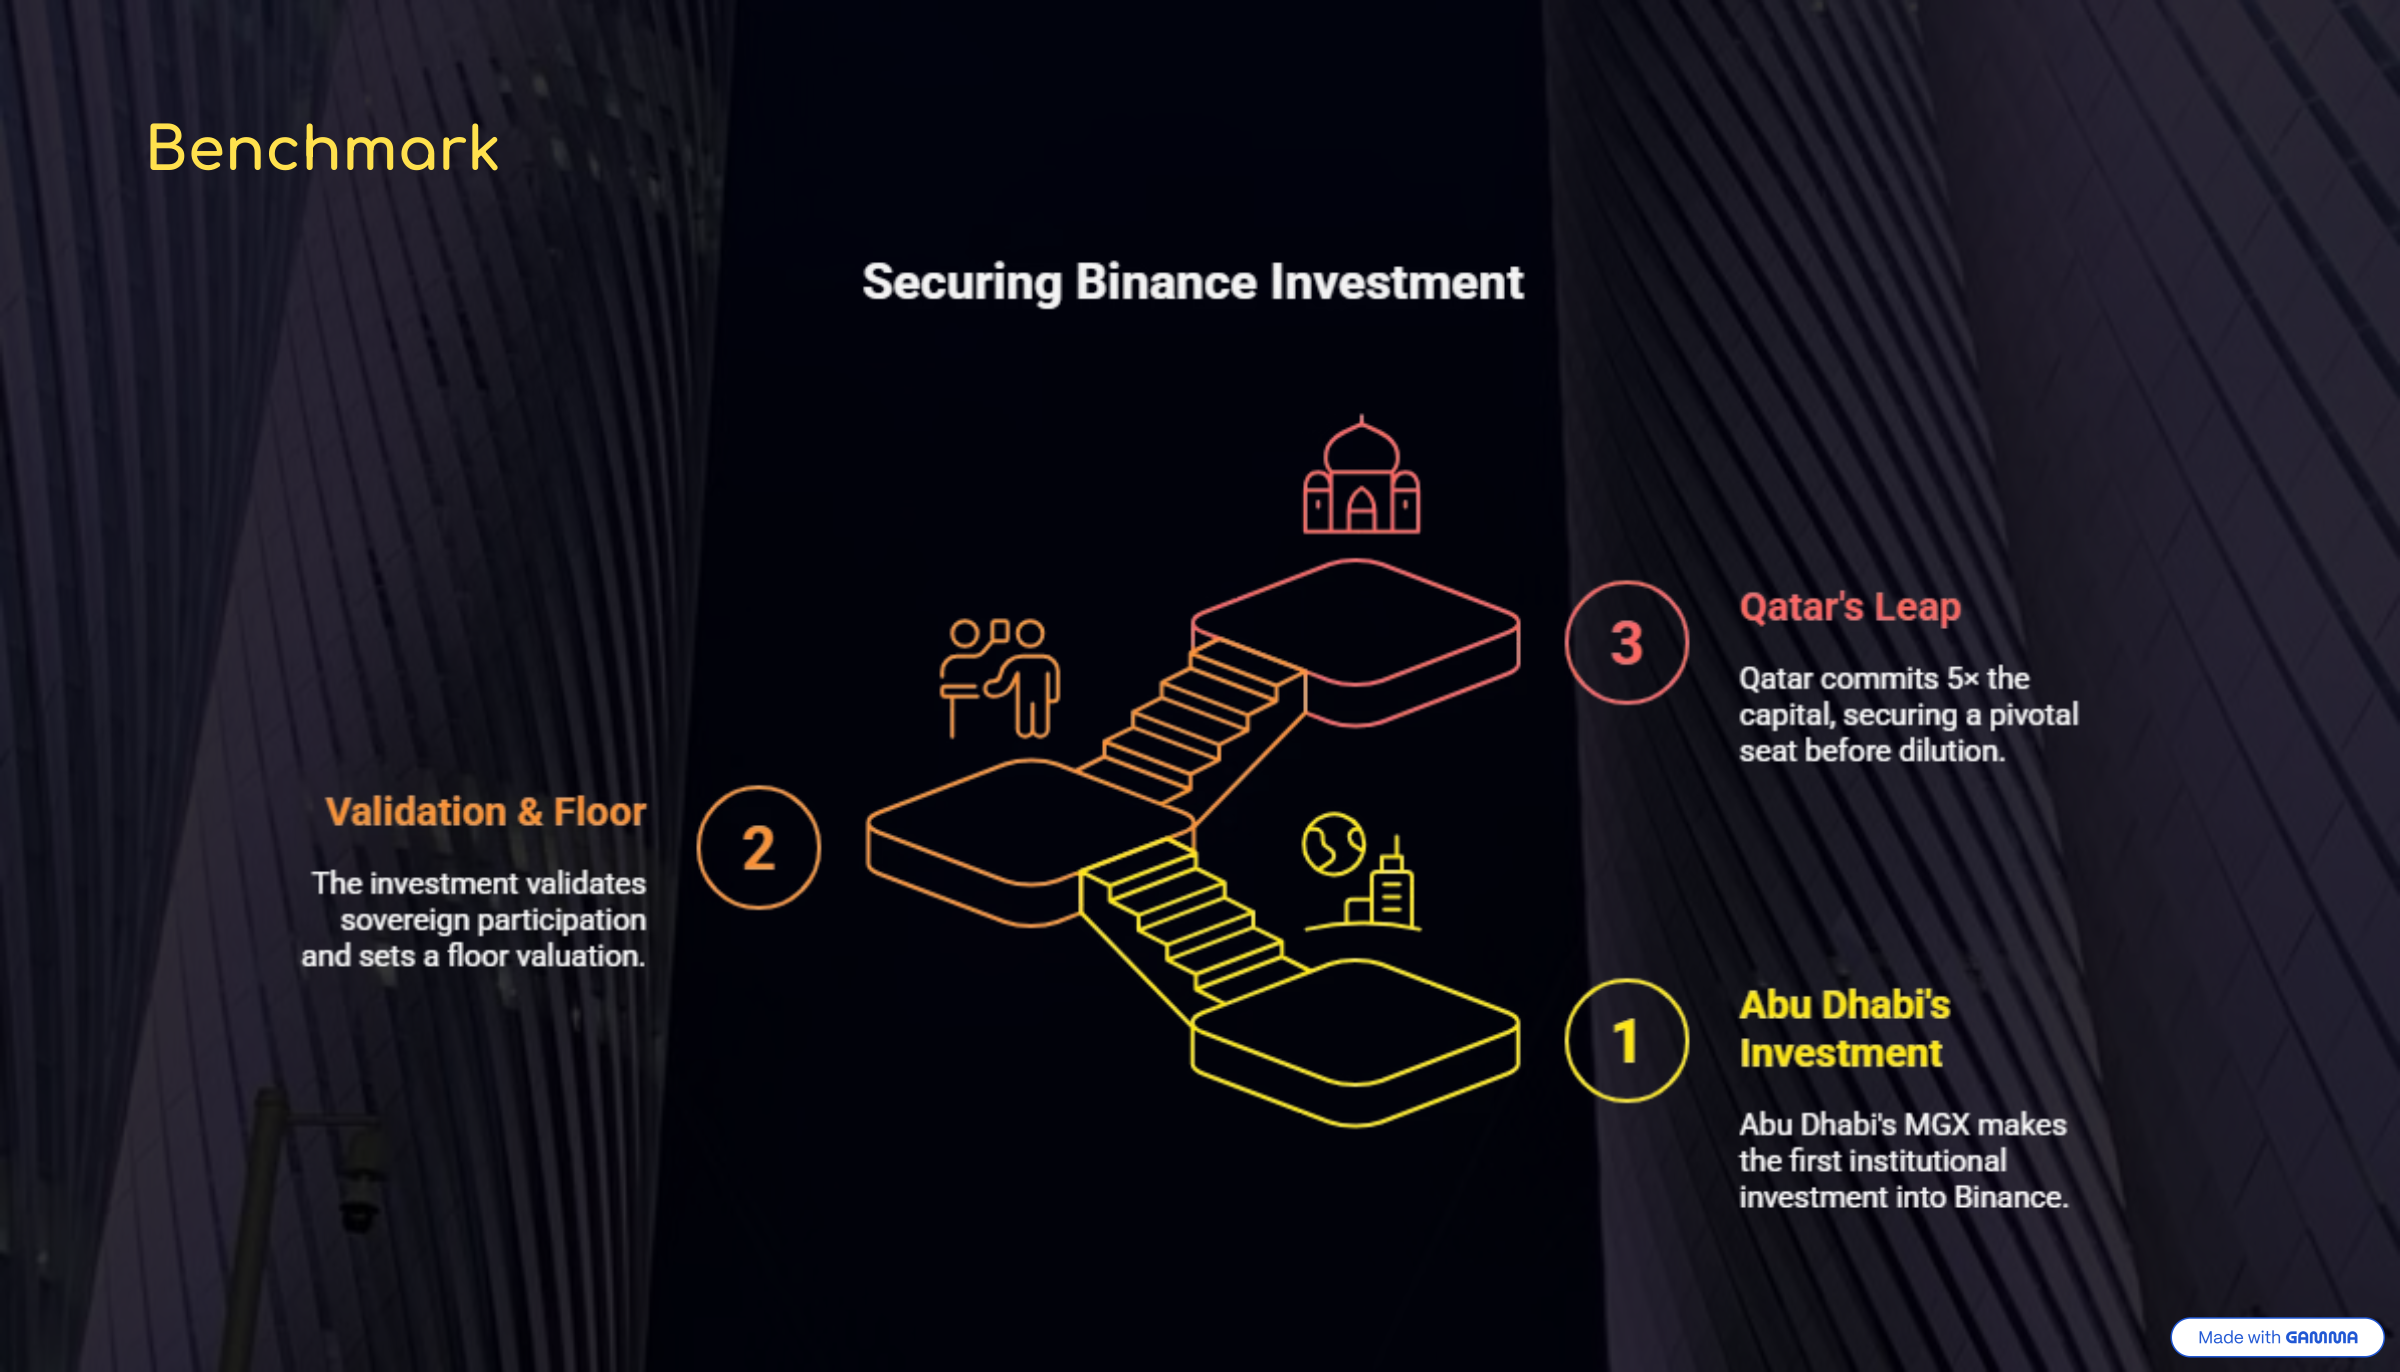 Benchmark
Securing Binance Investment
3
Qatar's Leap
Qatar commits 5× the
capital, securing a pivotal
seat before dilution.
Validation & Floor
2
The investment validates
sovereign participation
and sets a floor valuation.
1
Abu Dhabi's
Investment
Abu Dhabi's MGX makes
the first institutional
investment into Binance.
Made with GAMMA